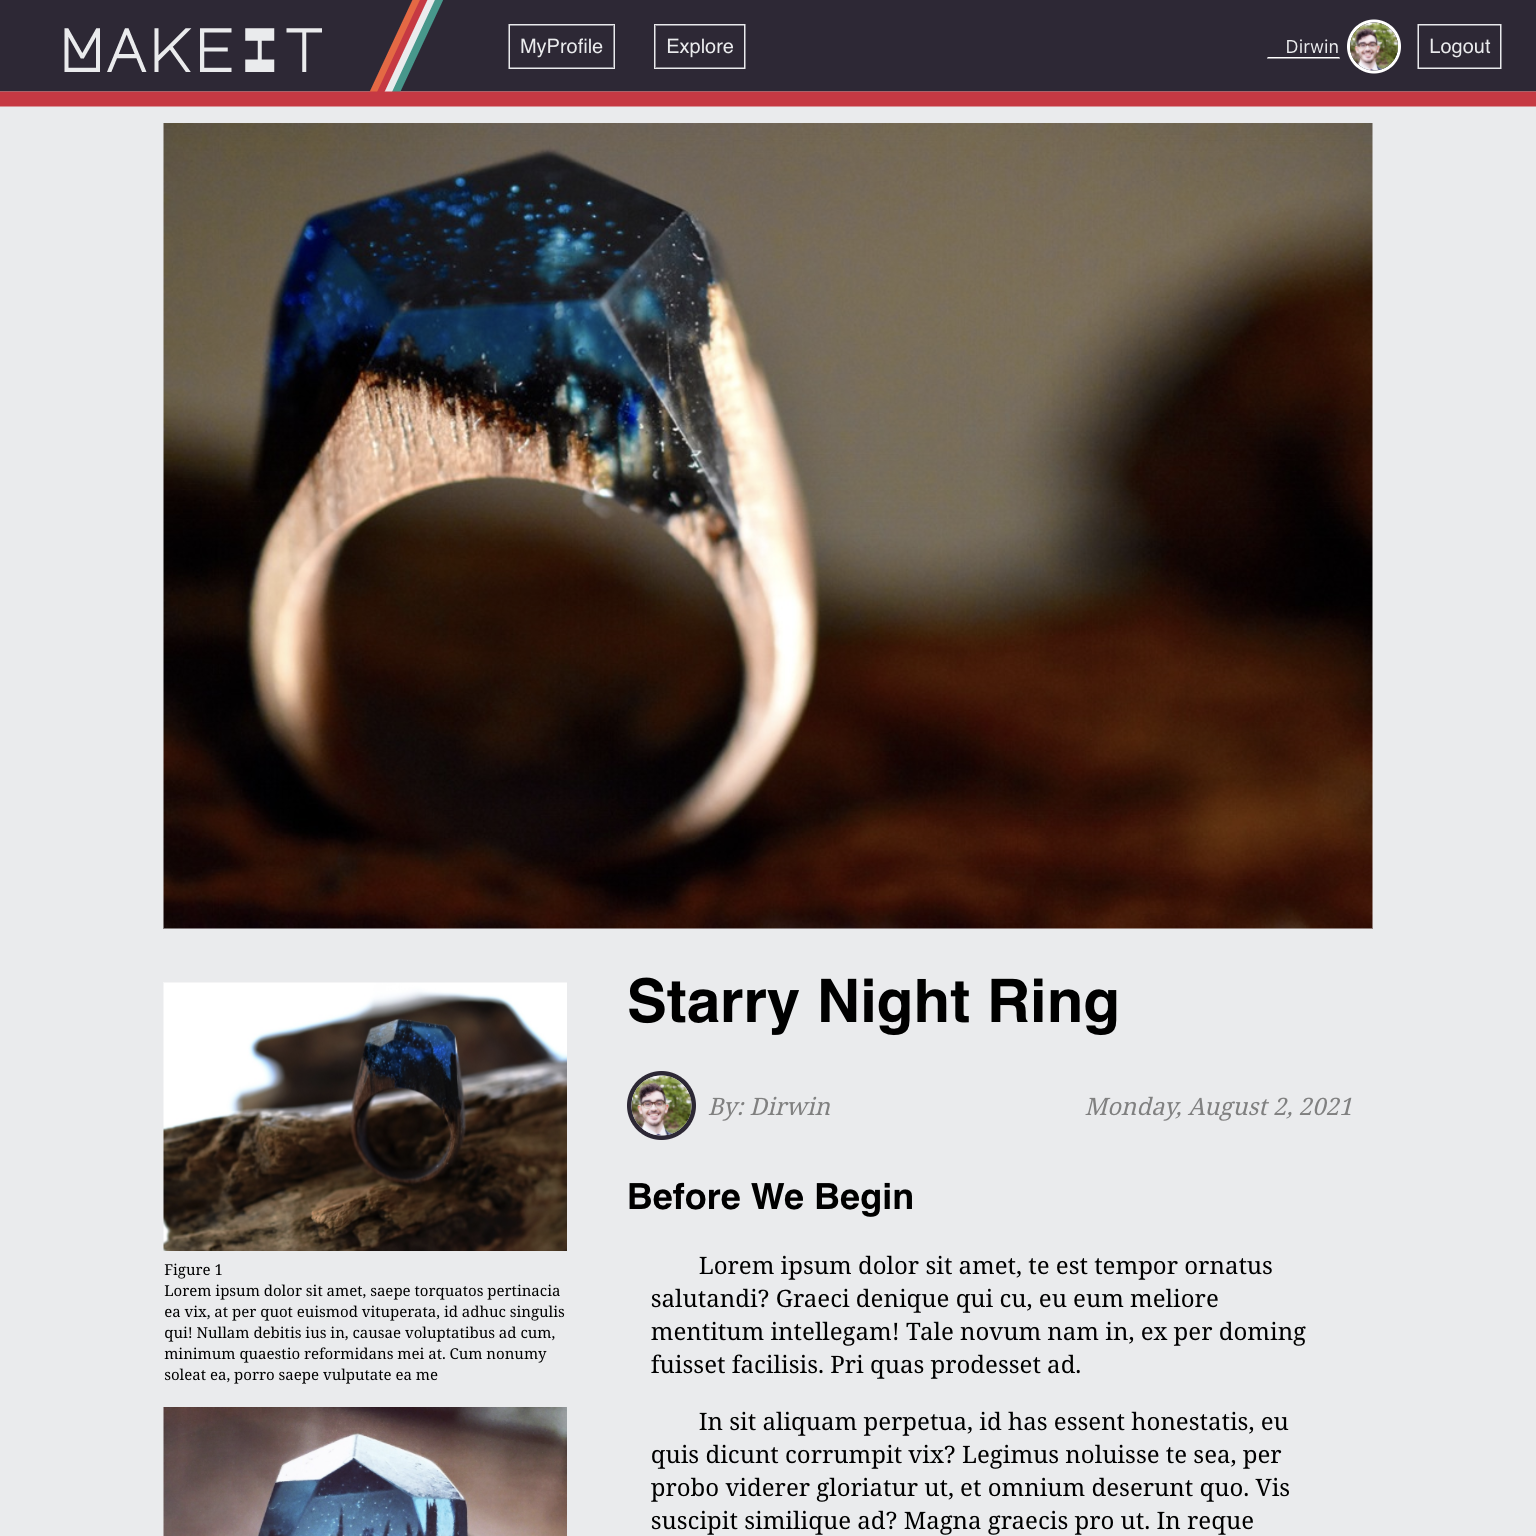 MAKEIT
MyProfile
Explore
Dirwin
Logout
Starry Night Ring
By: Dirwin
Monday, August 2, 2021
Before We Begin
Lorem ipsum dolor sit amet, te est tempor ornatus
salutandi? Graeci denique qui cu, eu eum meliore
mentitum intellegam! Tale novum nam in, ex per doming
fuisset facilisis. Pri quas prodesset ad.
In sit aliquam perpetua, id has essent honestatis, eu
quis dicunt corrumpit vix? Legimus noluisse te sea, per
probo viderer gloriatur ut, et omnium deserunt quo. Vis
suscipit similique ad? Magna graecis pro ut. In reque
Figure 1
Lorem ipsum dolor sit amet, saepe torquatos pertinacia
ea vix, at per quot euismod vituperata, id adhuc singulis
qui! Nullam debitis ius in, causae voluptatibus ad cum,
minimum quaestio reformidans mei at. Cum nonumy
soleat ea, porro saepe vulputate ea me